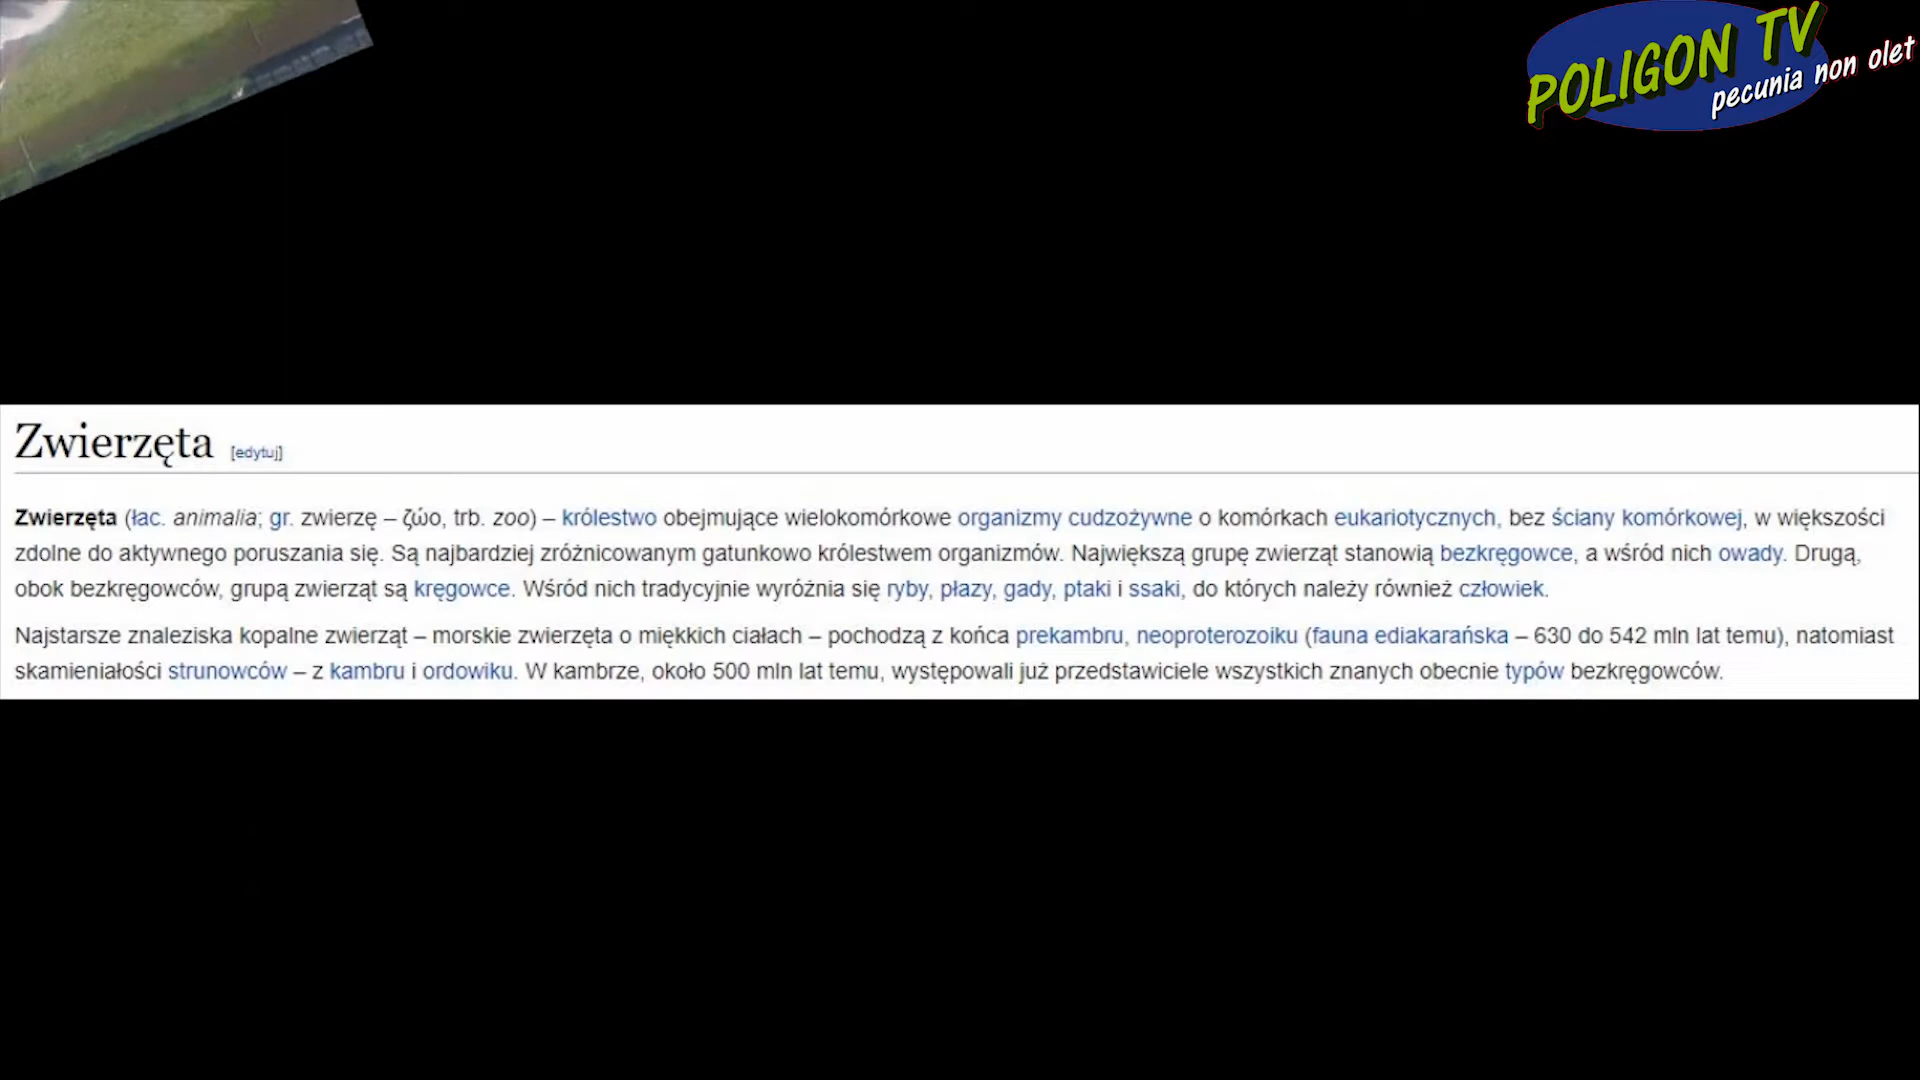 POLIGON TV
pecunia non olet
Zwierzęta [edytuj]
Zwierzęta (łac. animalia; gr. zwierzę – ζώο, trb. zoo) – królestwo obejmujące wielokomórkowe organizmy cudzożywne o komórkach eukariotycznych, bez ściany komórkowej, w większości
zdolne do aktywnego poruszania się. Są najbardziej zróżnicowanym gatunkowo królestwem organizmów. Największą grupę zwierząt stanowią bezkręgowce, a wśród nich owady. Drugą,
obok bezkręgowców, grupą zwierząt są kręgowce. Wśród nich tradycyjnie wyróżnia się ryby, płazy, gady, ptaki i ssaki, do których należy również człowiek.
Najstarsze znaleziska kopalne zwierząt – morskie zwierzęta o miękkich ciałach – pochodzą z końca prekambru, neoproterozoiku (fauna ediakarańska – 630 do 542 mln lat temu), natomiast
skamieniałości strunowców – z kambru i ordowiku. W kambrze, około 500 mln lat temu, występowali już przedstawiciele wszystkich znanych obecnie typów bezkręgowców.